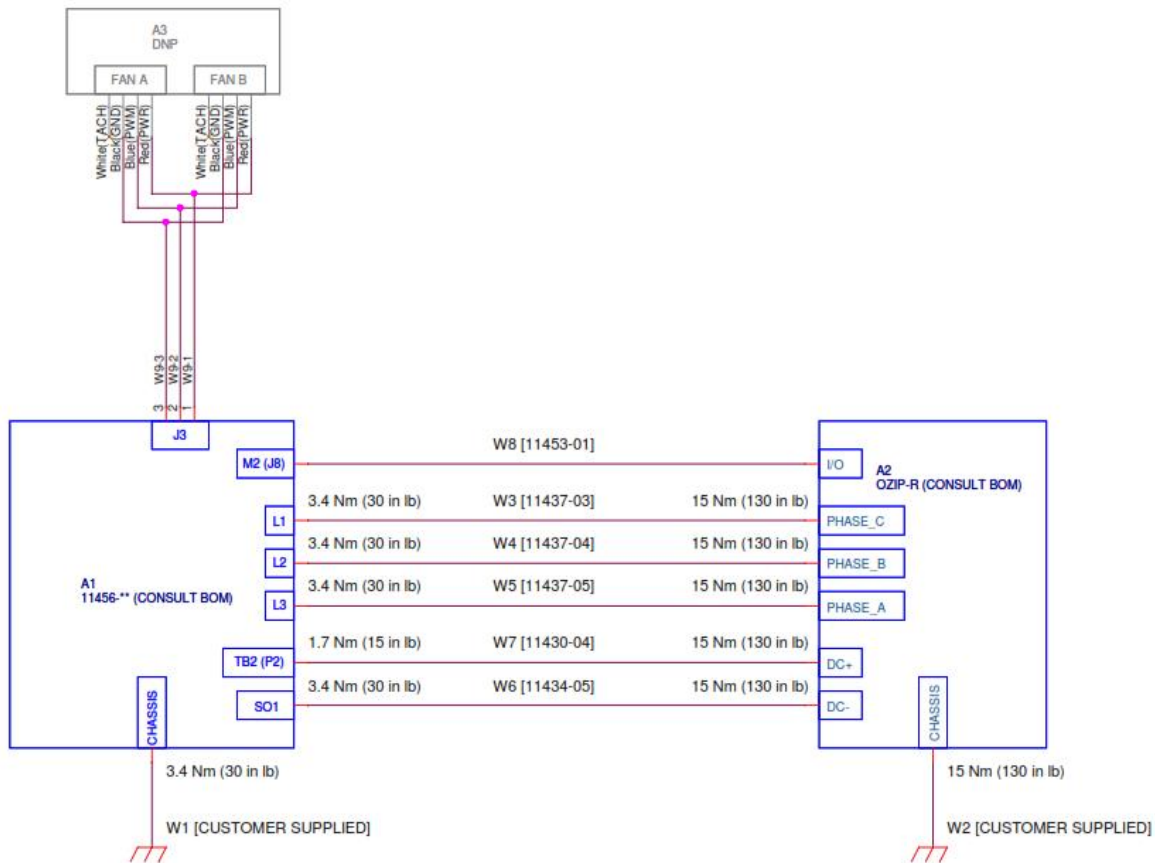 A3
DNP
FAN A
FAN B
White(TACH)
Black(GND)
Blue(PWM)
Red(PWR)
White(TACH)
Black(GND)
Blue(PWM)
Red(PWR)
W9-3
W9-2
W9-1
3
2
1
J3
M2 (J8)
W8 [11453-01]
I/O
A2
OZIP-R (CONSULT BOM)
3.4 Nm (30 in lb)
W3 [11437-03]
15 Nm (130 in lb)
L1
PHASE_C
3.4 Nm (30 in lb)
W4 [11437-04]
15 Nm (130 in lb)
L2
PHASE_B
3.4 Nm (30 in lb)
W5 [11437-05]
15 Nm (130 in lb)
A1
11456-** (CONSULT BOM)
L3
PHASE_A
1.7 Nm (15 in lb)
W7 [11430-04]
15 Nm (130 in lb)
TB2 (P2)
DC+
3.4 Nm (30 in lb)
W6 [11434-05]
15 Nm (130 in lb)
SO1
DC-
CHASSIS
CHASSIS
3.4 Nm (30 in lb)
15 Nm (130 in lb)
W1 [CUSTOMER SUPPLIED]
W2 [CUSTOMER SUPPLIED]